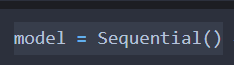 model = Sequential()